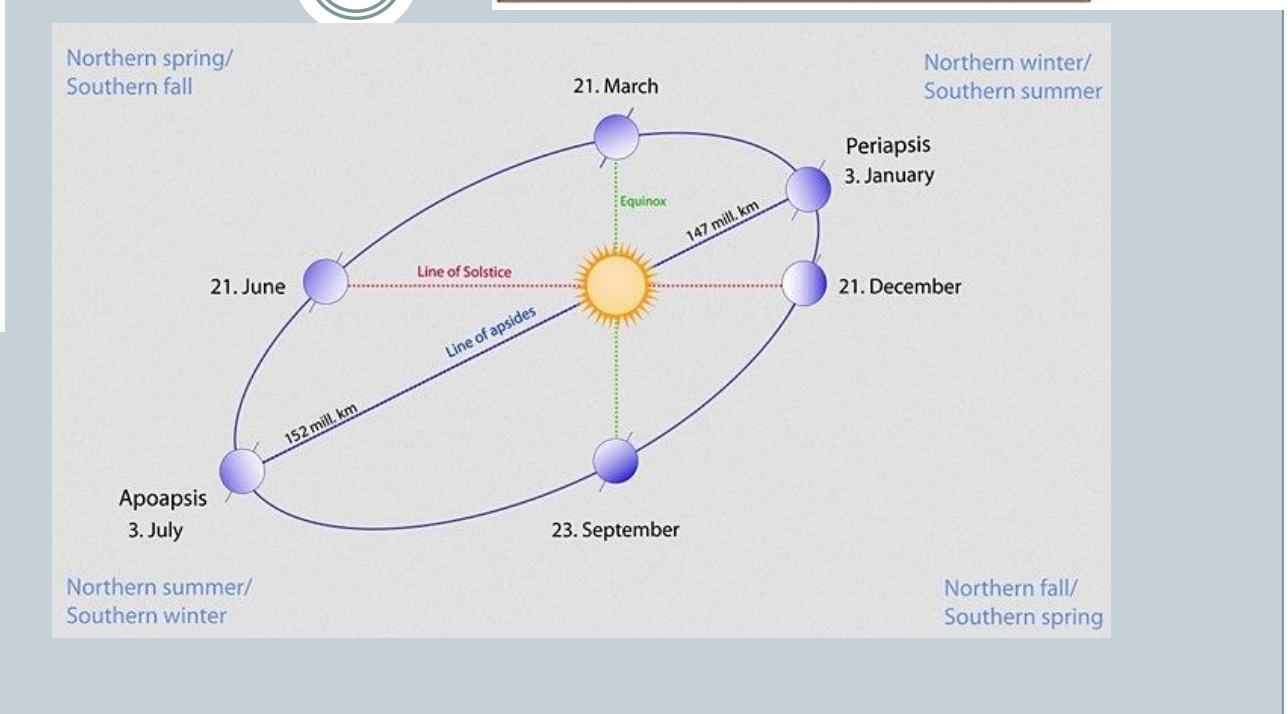 Northern spring/
Southern fall
21. March
Northern winter/
Southern summer
Periapsis
3. January
Equinox
147 mill. km
Line of Solstice
21. June
21. December
Line of apsides
152 mill. km
Apoapsis
3. July
23. September
Northern summer/
Southern winter
Northern fall/
Southern spring